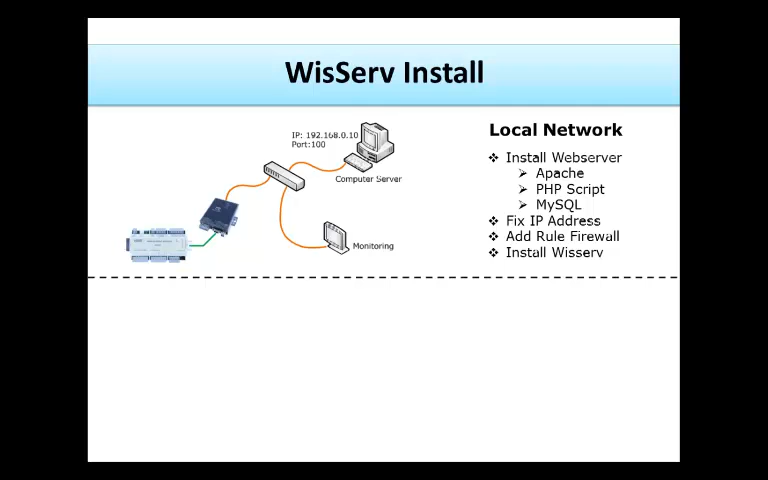 WisServ Install
IP: 192.168.0.10
Port:100
Computer Server
Monitoring
Local Network
❖ Install Webserver
➢ Apache
➢ PHP Script
➢ MySQL
❖ Fix IP Address
❖ Add Rule Firewall
❖ Install Wisserv